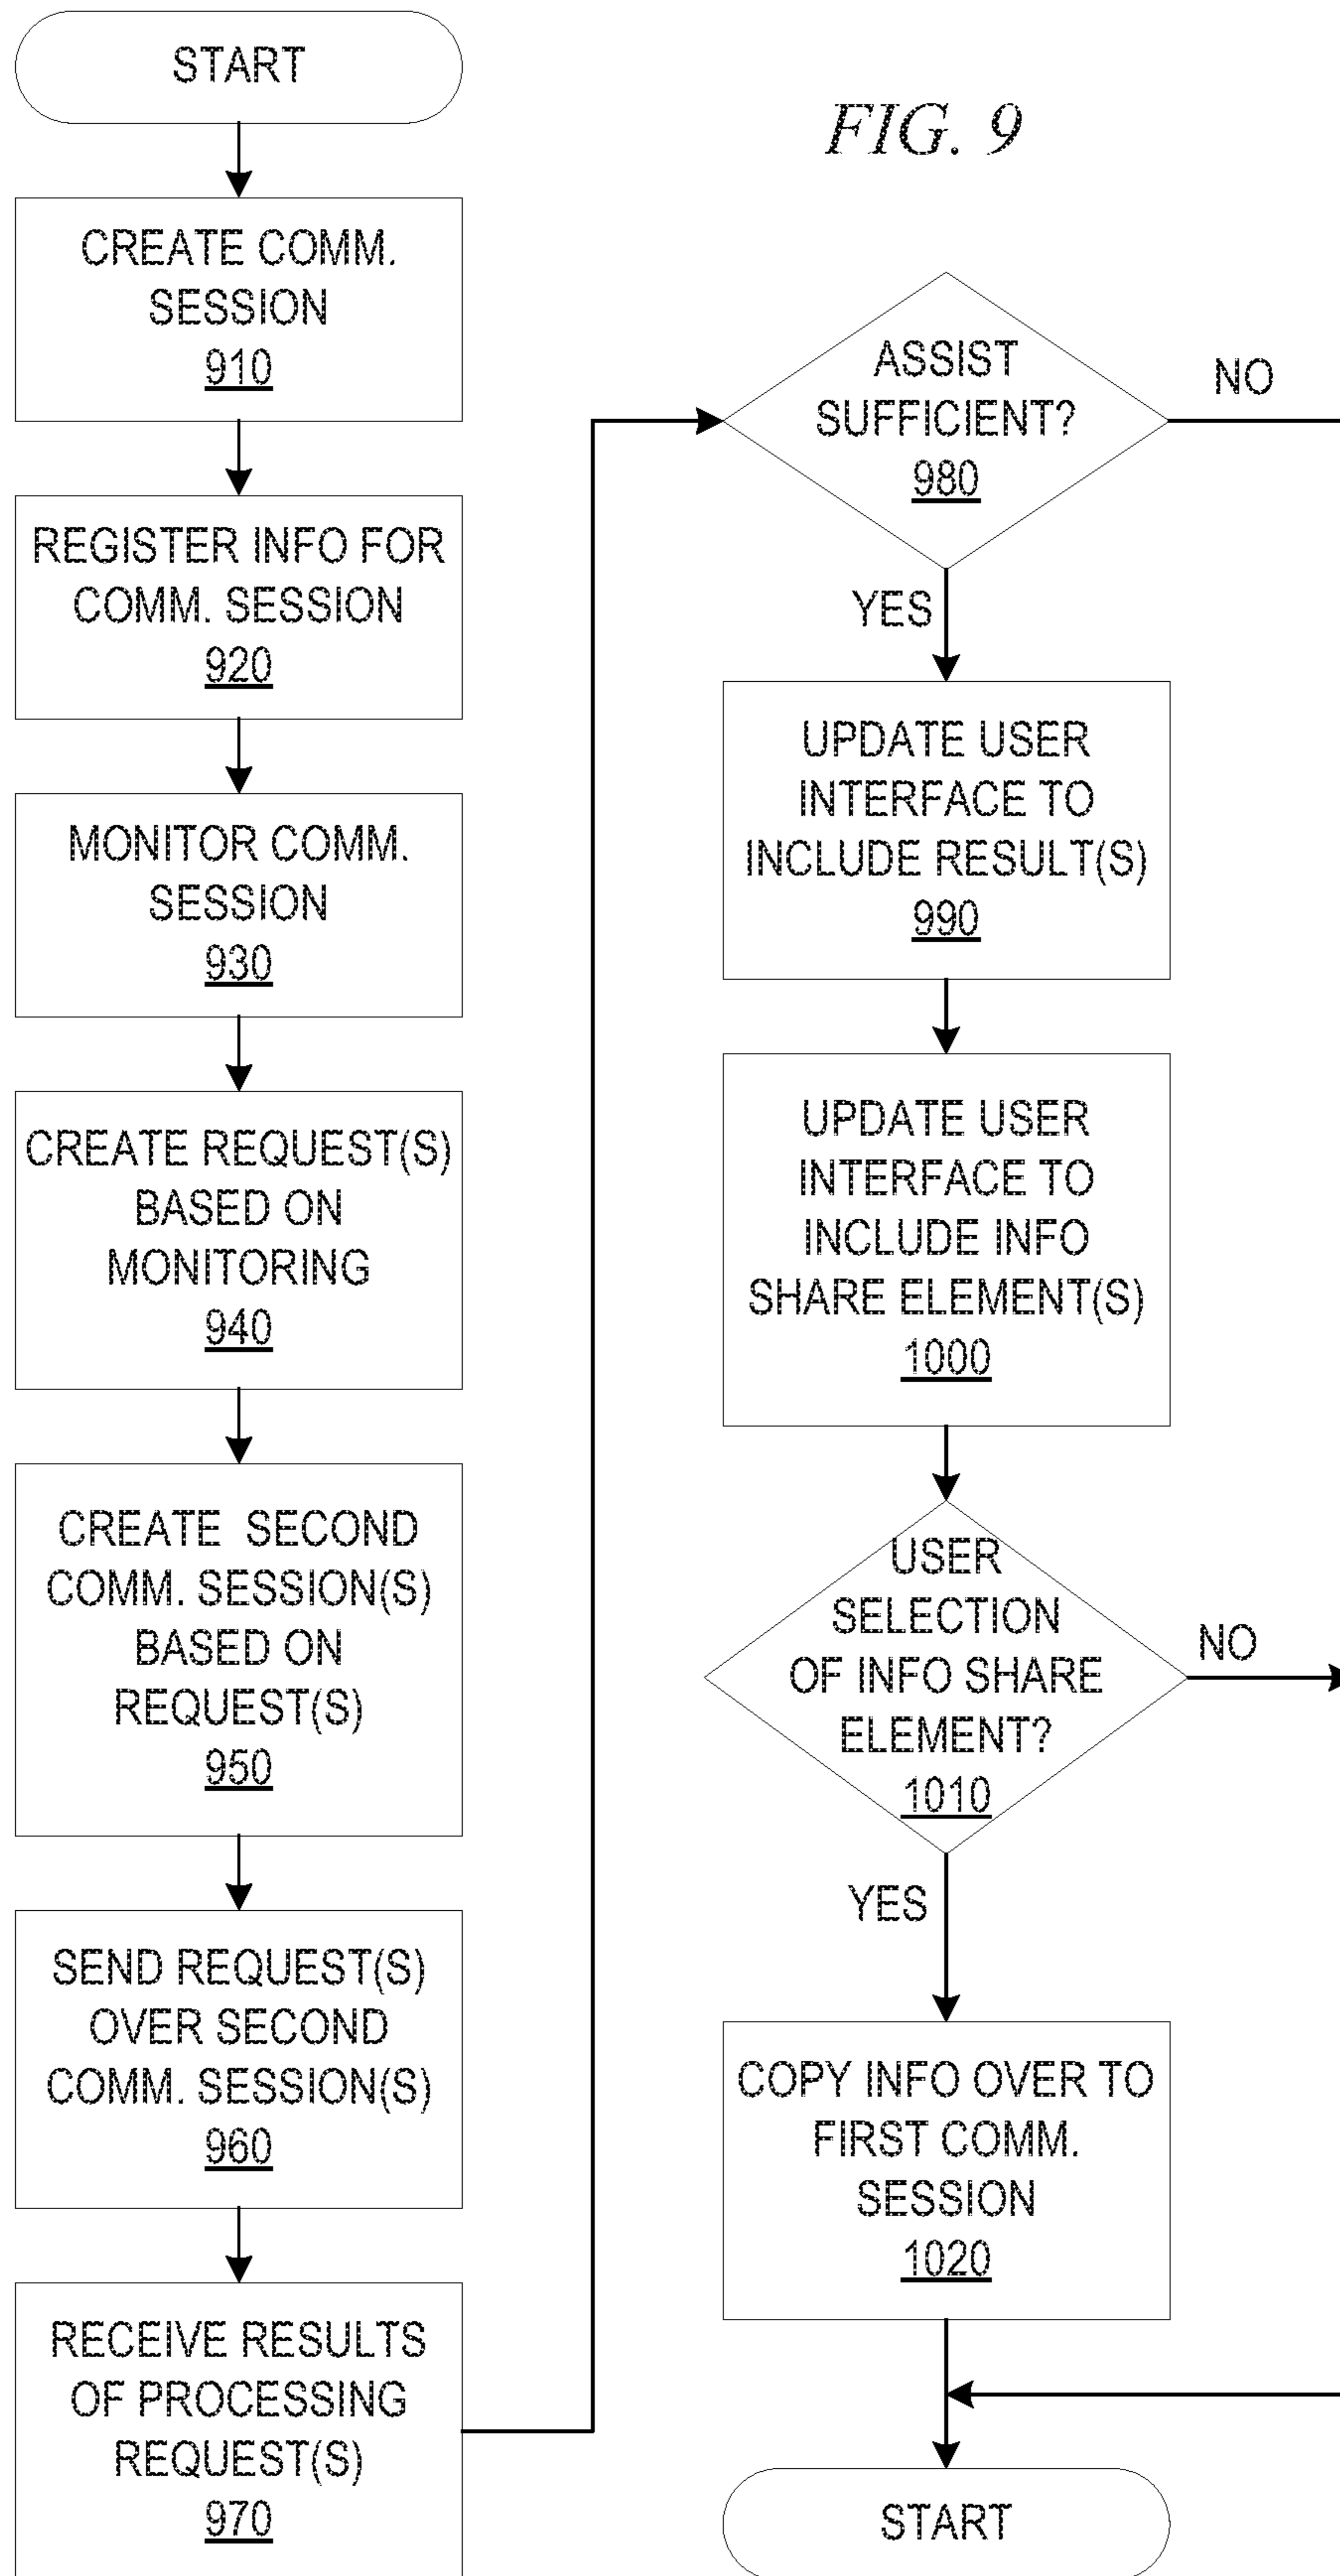 START
CREATE COMM.
SESSION
910
REGISTER INFO FOR
COMM. SESSION
920
MONITOR COMM.
SESSION
930
CREATE REQUEST(S)
BASED ON
MONITORING
940
CREATE SECOND
COMM. SESSION(S)
BASED ON
REQUEST(S)
950
SEND REQUEST(S)
OVER SECOND
COMM. SESSION(S)
960
RECEIVE RESULTS
OF PROCESSING
REQUEST(S)
970
FIG. 9
ASSIST
SUFFICIENT?
980
NO
YES
UPDATE USER
INTERFACE TO
INCLUDE RESULT(S)
990
UPDATE USER
INTERFACE TO
INCLUDE INFO
SHARE ELEMENT(S)
1000
USER
SELECTION
OF INFO SHARE
ELEMENT?
1010
NO
YES
COPY INFO OVER TO
FIRST COMM.
SESSION
1020
START